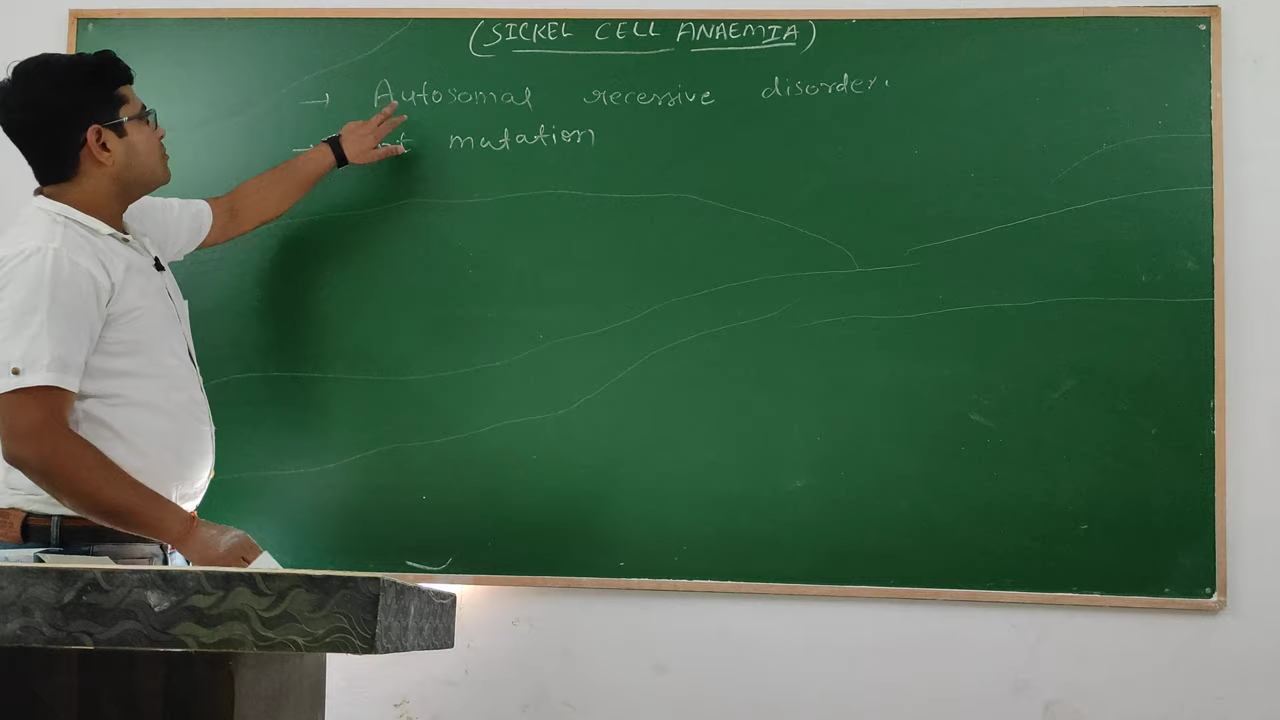 (SICKEL CELL ANAEMIA)
→ Autosomal recessive disorder.
→ mutation